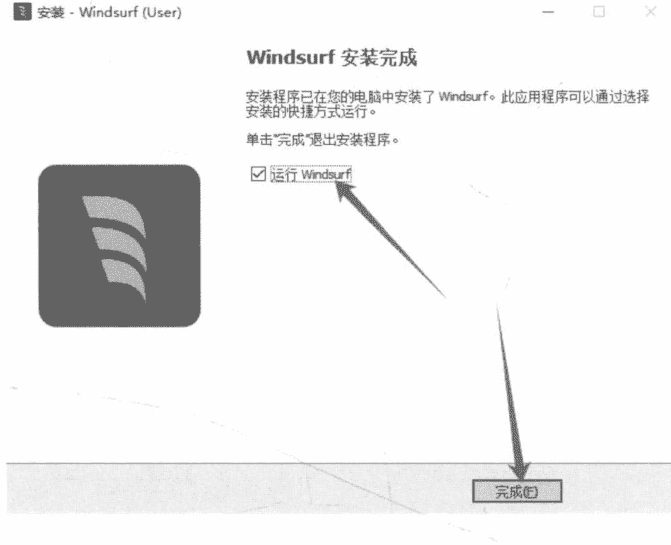 安装 - Windsurf (User)
Windsurf 安装完成
安装程序已在您的电脑中安装了 Windsurf。此应用程序可以通过选择
安装的快捷方式运行。
单击"完成"退出安装程序。
运行 Windsurf
完成(F)